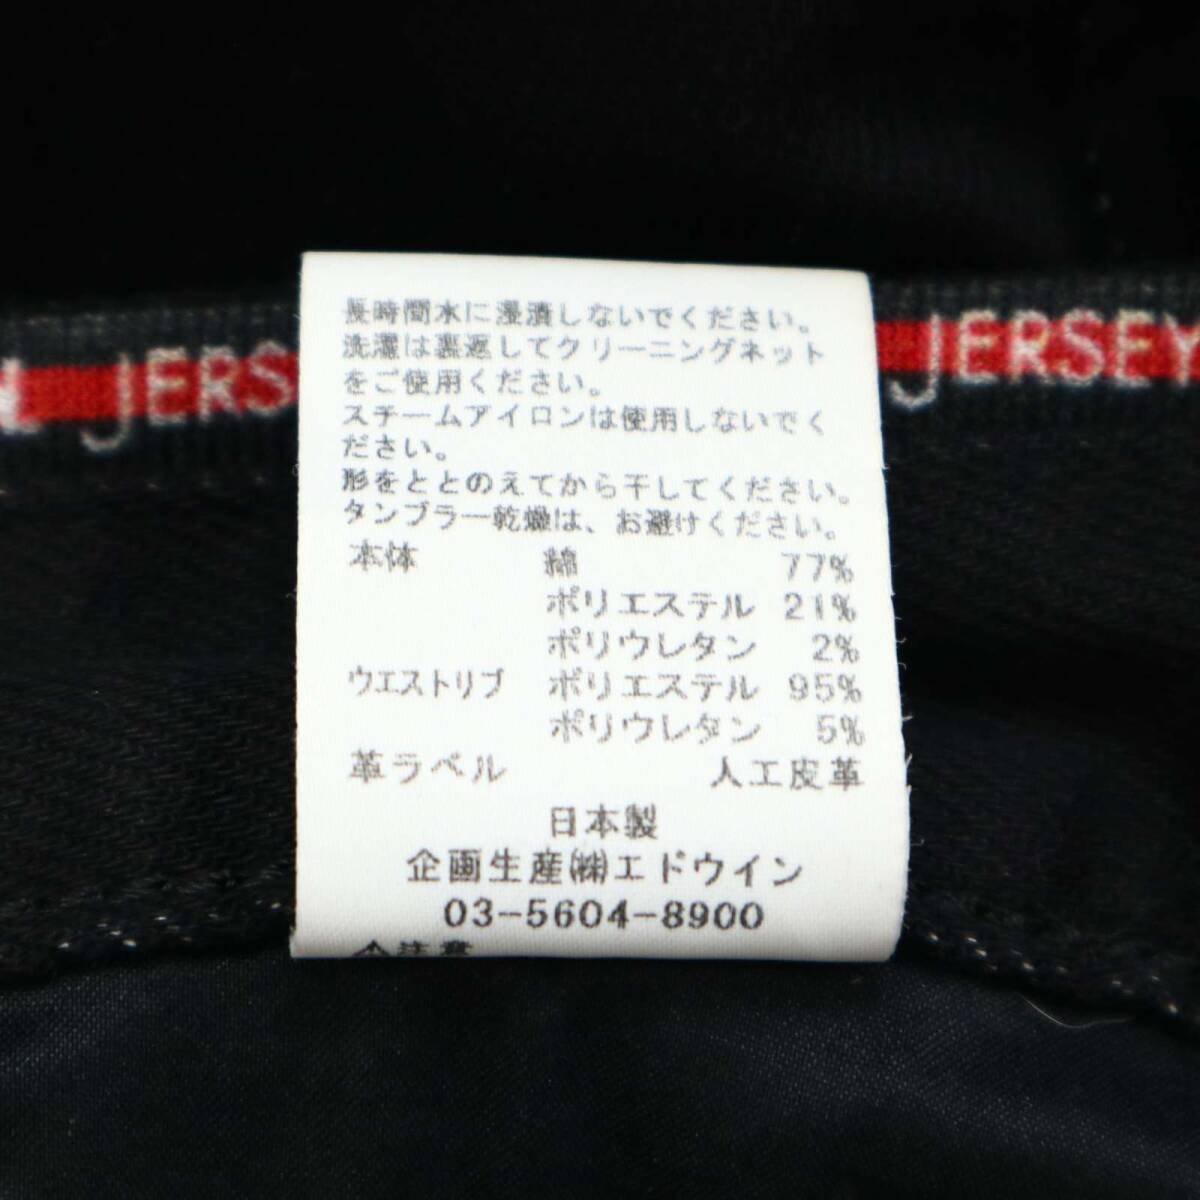 長時間水に浸漬しないでください。
洗濯は裏返してクリーニングネット
をご使用ください。
スチームアイロンは使用しないでく
ださい。
形をととのえてから干してください。
タンブラー乾燥は、お避けください。
本体 綿 77%
ポリエステル 21%
ポリウレタン 2%
ウエストリブ ポリエステル 95%
ポリウレタン 5%
革ラベル 人工皮革
日本製
企画生産㈱エドウイン
03-5604-8900
⚠注意
JERS
JERSEY